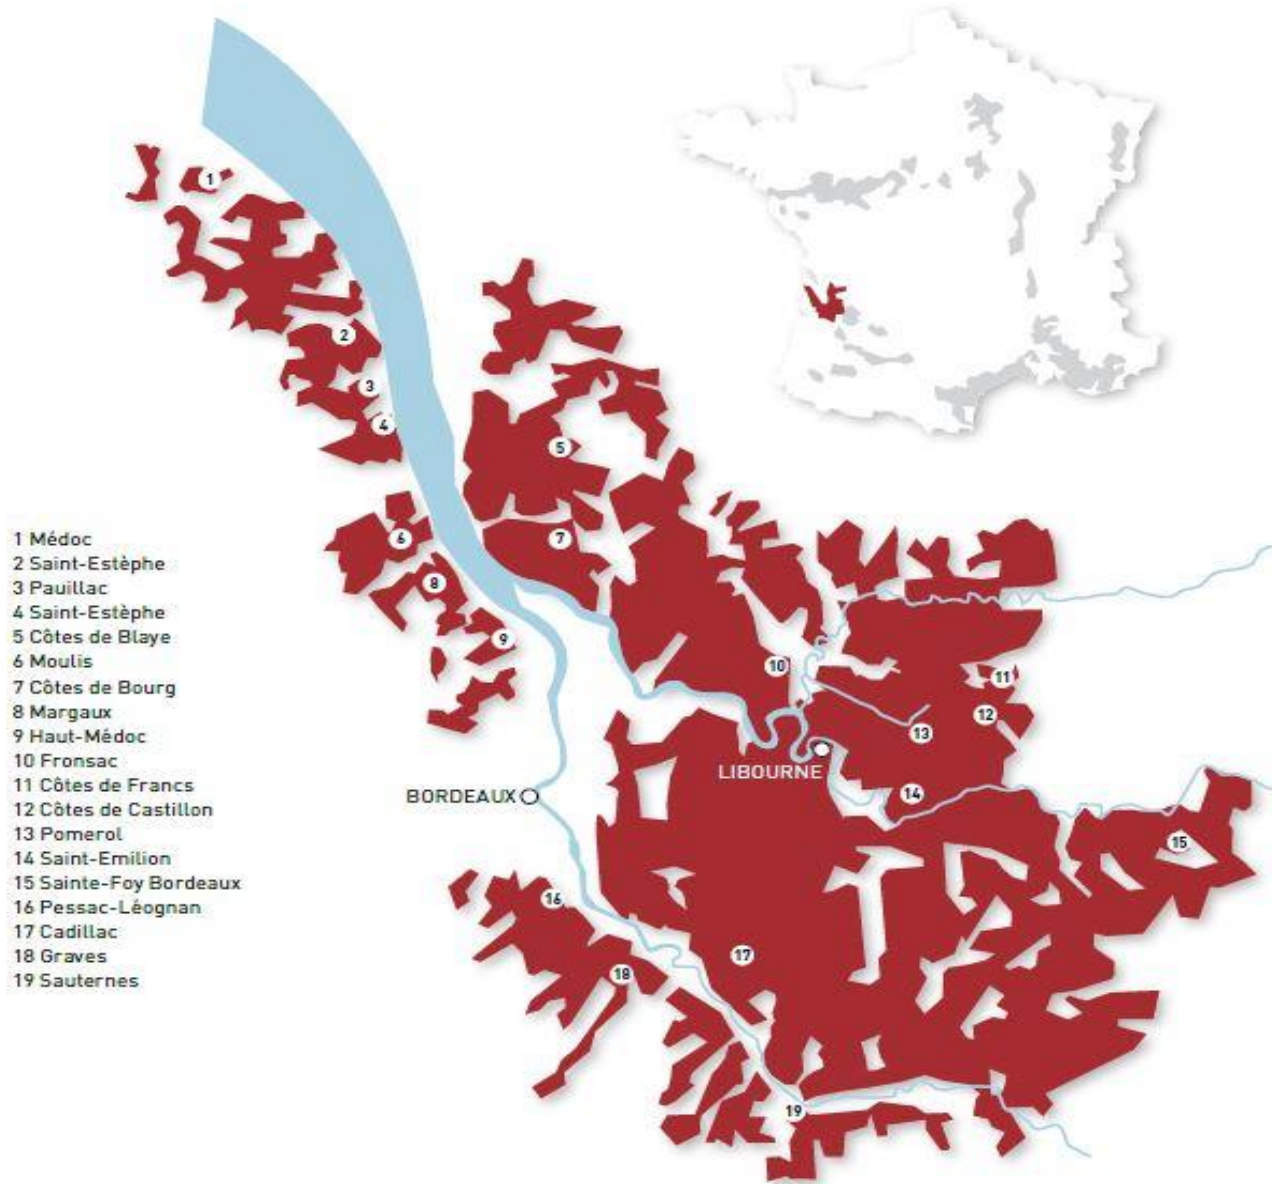 1
2
3
4
5
6
7
8
9
10
11
12
13
LIBOURNE
BORDEAUX
14
15
16
17
18
19
1 Médoc
2 Saint-Estèphe
3 Pauillac
4 Saint-Estèphe
5 Côtes de Blaye
6 Moulis
7 Côtes de Bourg
8 Margaux
9 Haut-Médoc
10 Fronsac
11 Côtes de Francs
12 Côtes de Castillon
13 Pomerol
14 Saint-Emilion
15 Sainte-Foy Bordeaux
16 Pessac-Léognan
17 Cadillac
18 Graves
19 Sauternes